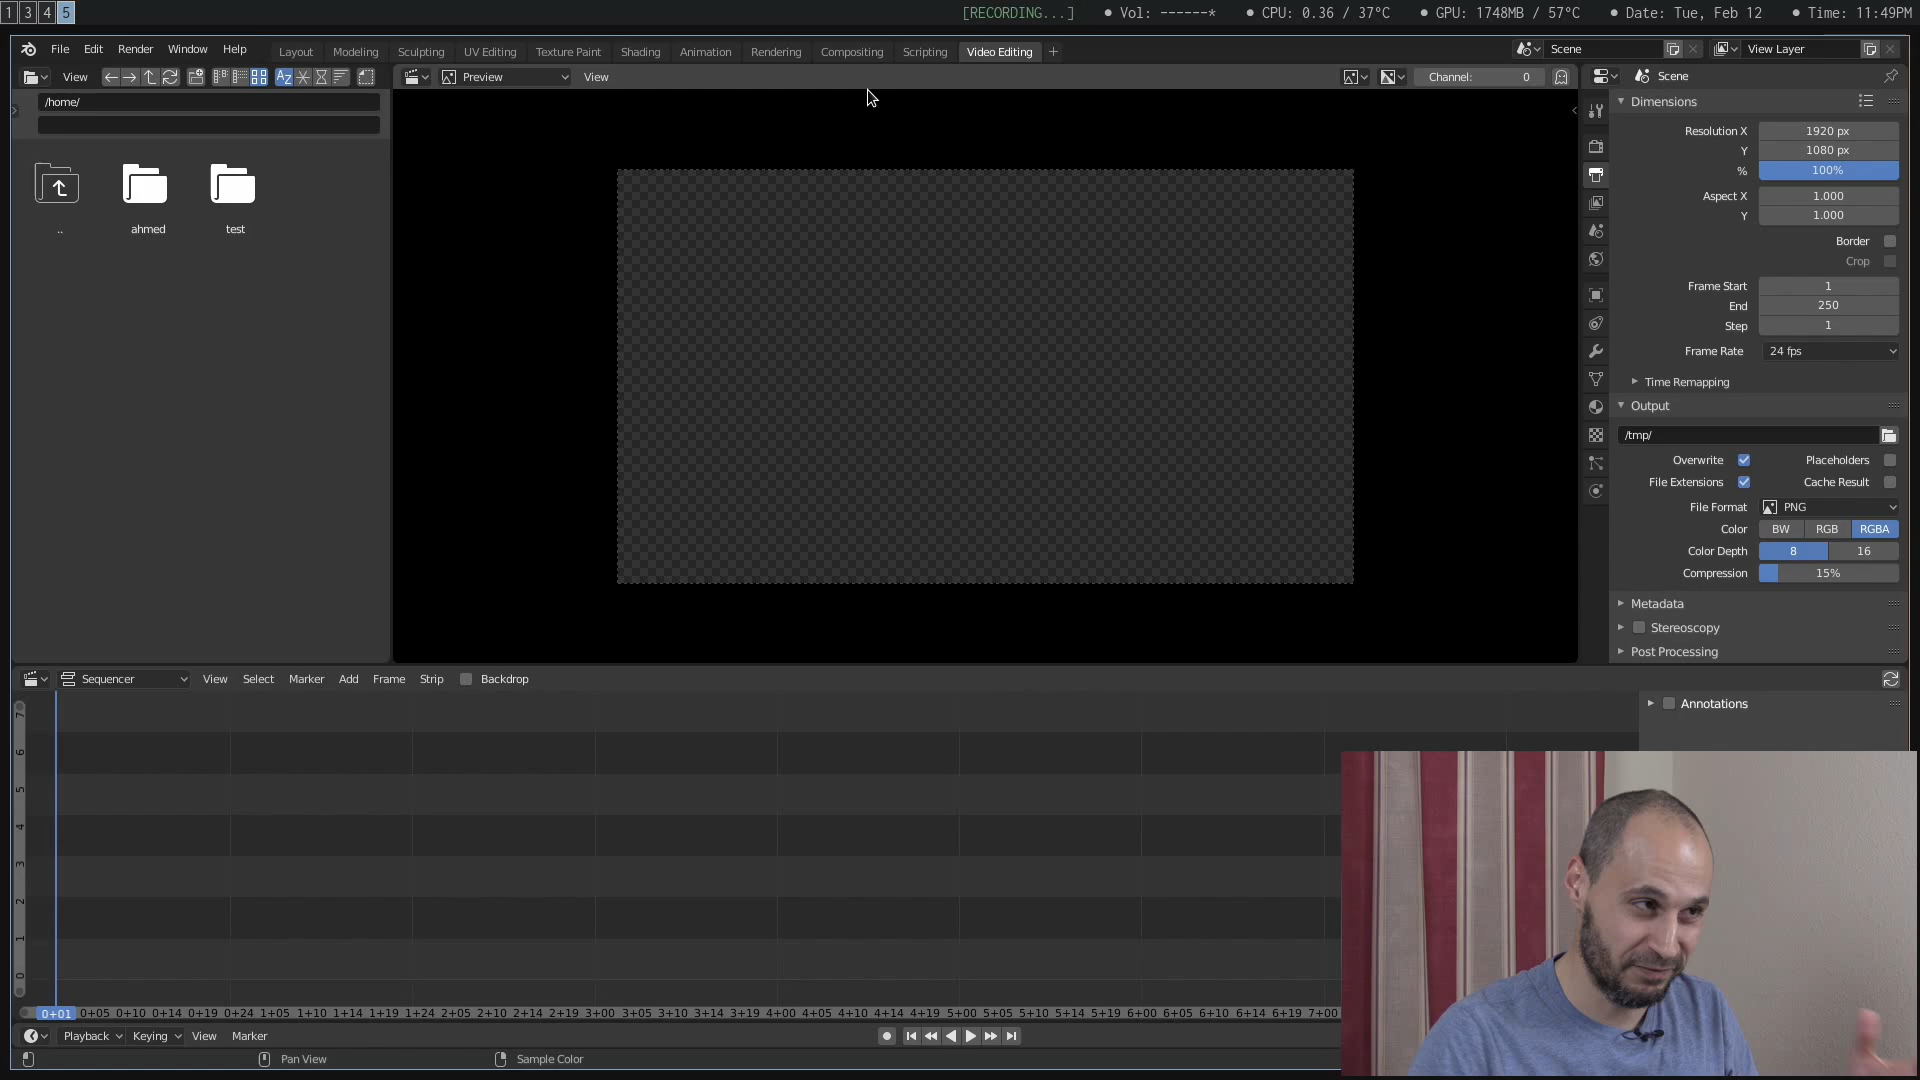 1 3 4 5 [RECORDING...] • Vol: ------* • CPU: 0.36 / 37°C • GPU: 1748MB / 57°C • Date: Tue, Feb 12 • Time: 11:49PM
File Edit Render Window Help Layout Modeling Sculpting UV Editing Texture Paint Shading Animation Rendering Compositing Scripting Video Editing + Scene View Layer
View Preview View Channel: 0 Scene
/home/
Dimensions
Resolution X 1920 px
Y 1080 px
% 100%
Aspect X 1.000
Y 1.000
.. ahmed test
Border
Crop
Frame Start 1
End 250
Step 1
Frame Rate 24 fps
Time Remapping
Output
/tmp/
Overwrite Placeholders
File Extensions Cache Result
File Format PNG
Color BW RGB RGBA
Color Depth 8 16
Compression 15%
Metadata
Stereoscopy
Post Processing
Sequencer View Select Marker Add Frame Strip Backdrop
Annotations
7
6
5
4
3
2
1
0
0+01 0+05 0+10 0+14 0+19 0+24 1+05 1+10 1+14 1+19 1+24 2+05 2+10 2+14 2+19 3+00 3+05 3+10 3+14 3+19 4+00 4+05 4+10 4+14 4+19 5+00 5+05 5+10 5+14 5+19 6+00 6+05 6+10 6+14 6+19 7+00
Playback Keying View Marker
Pan View Sample Color